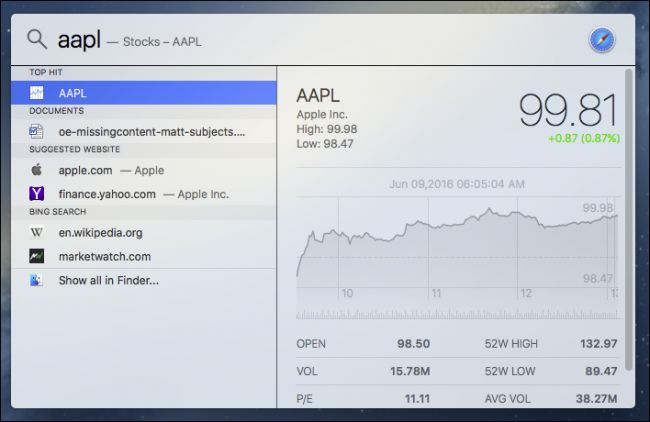 aapl — Stocks – AAPL
TOP HIT
AAPL
DOCUMENTS
oe-missingcontent-matt-subjects....
SUGGESTED WEBSITE
apple.com — Apple
finance.yahoo.com — Apple Inc.
BING SEARCH
en.wikipedia.org
marketwatch.com
Show all in Finder...
AAPL
Apple Inc.
High: 99.98
Low: 98.47
99.81
+0.87 (0.87%)
Jun 09,2016 06:05:04 AM
99.98
98.47
10 11 12
OPEN 98.50 52W HIGH 132.97
VOL 15.78M 52W LOW 89.47
P/E 11.11 AVG VOL 38.27M